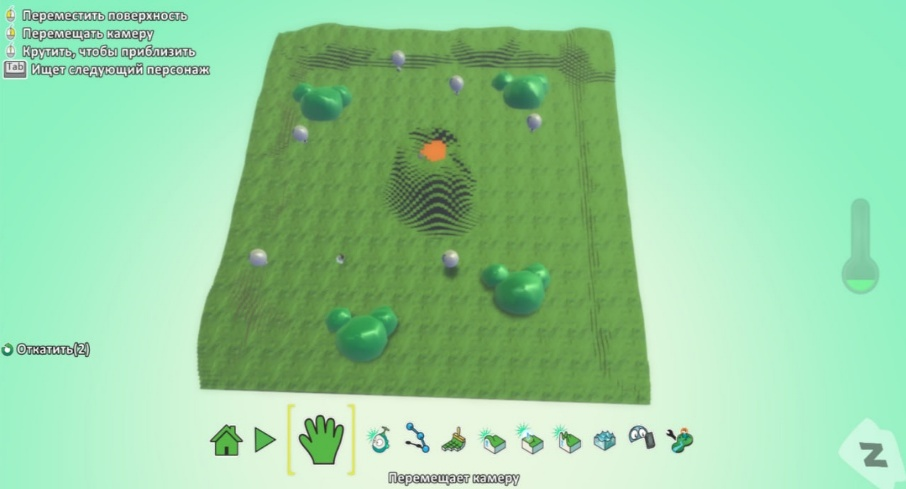 Переместить поверхность
Перемещать камеру
Крутить, чтобы приблизить
Tab Ищет следующий персонаж
Откатить(2)
Перемещает камеру
Z